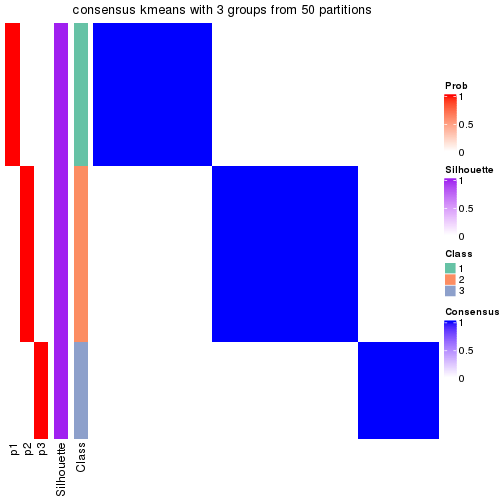 consensus kmeans with 3 groups from 50 partitions
Prob
1
0.5
0
Silhouette
1
0.5
0
Class
1
2
3
Consensus
1
0.5
0
p1
p2
p3
Silhouette
Class